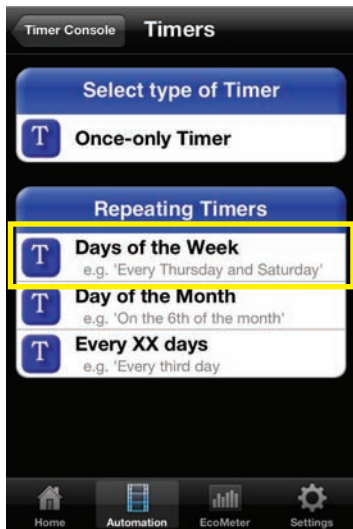 Timer Console Timers
Select type of Timer
T Once-only Timer
Repeating Timers
T Days of the Week
e.g. 'Every Thursday and Saturday'
T Day of the Month
e.g. 'On the 6th of the month'
T Every XX days
e.g. 'Every third day
Home Automation EcoMeter Settings